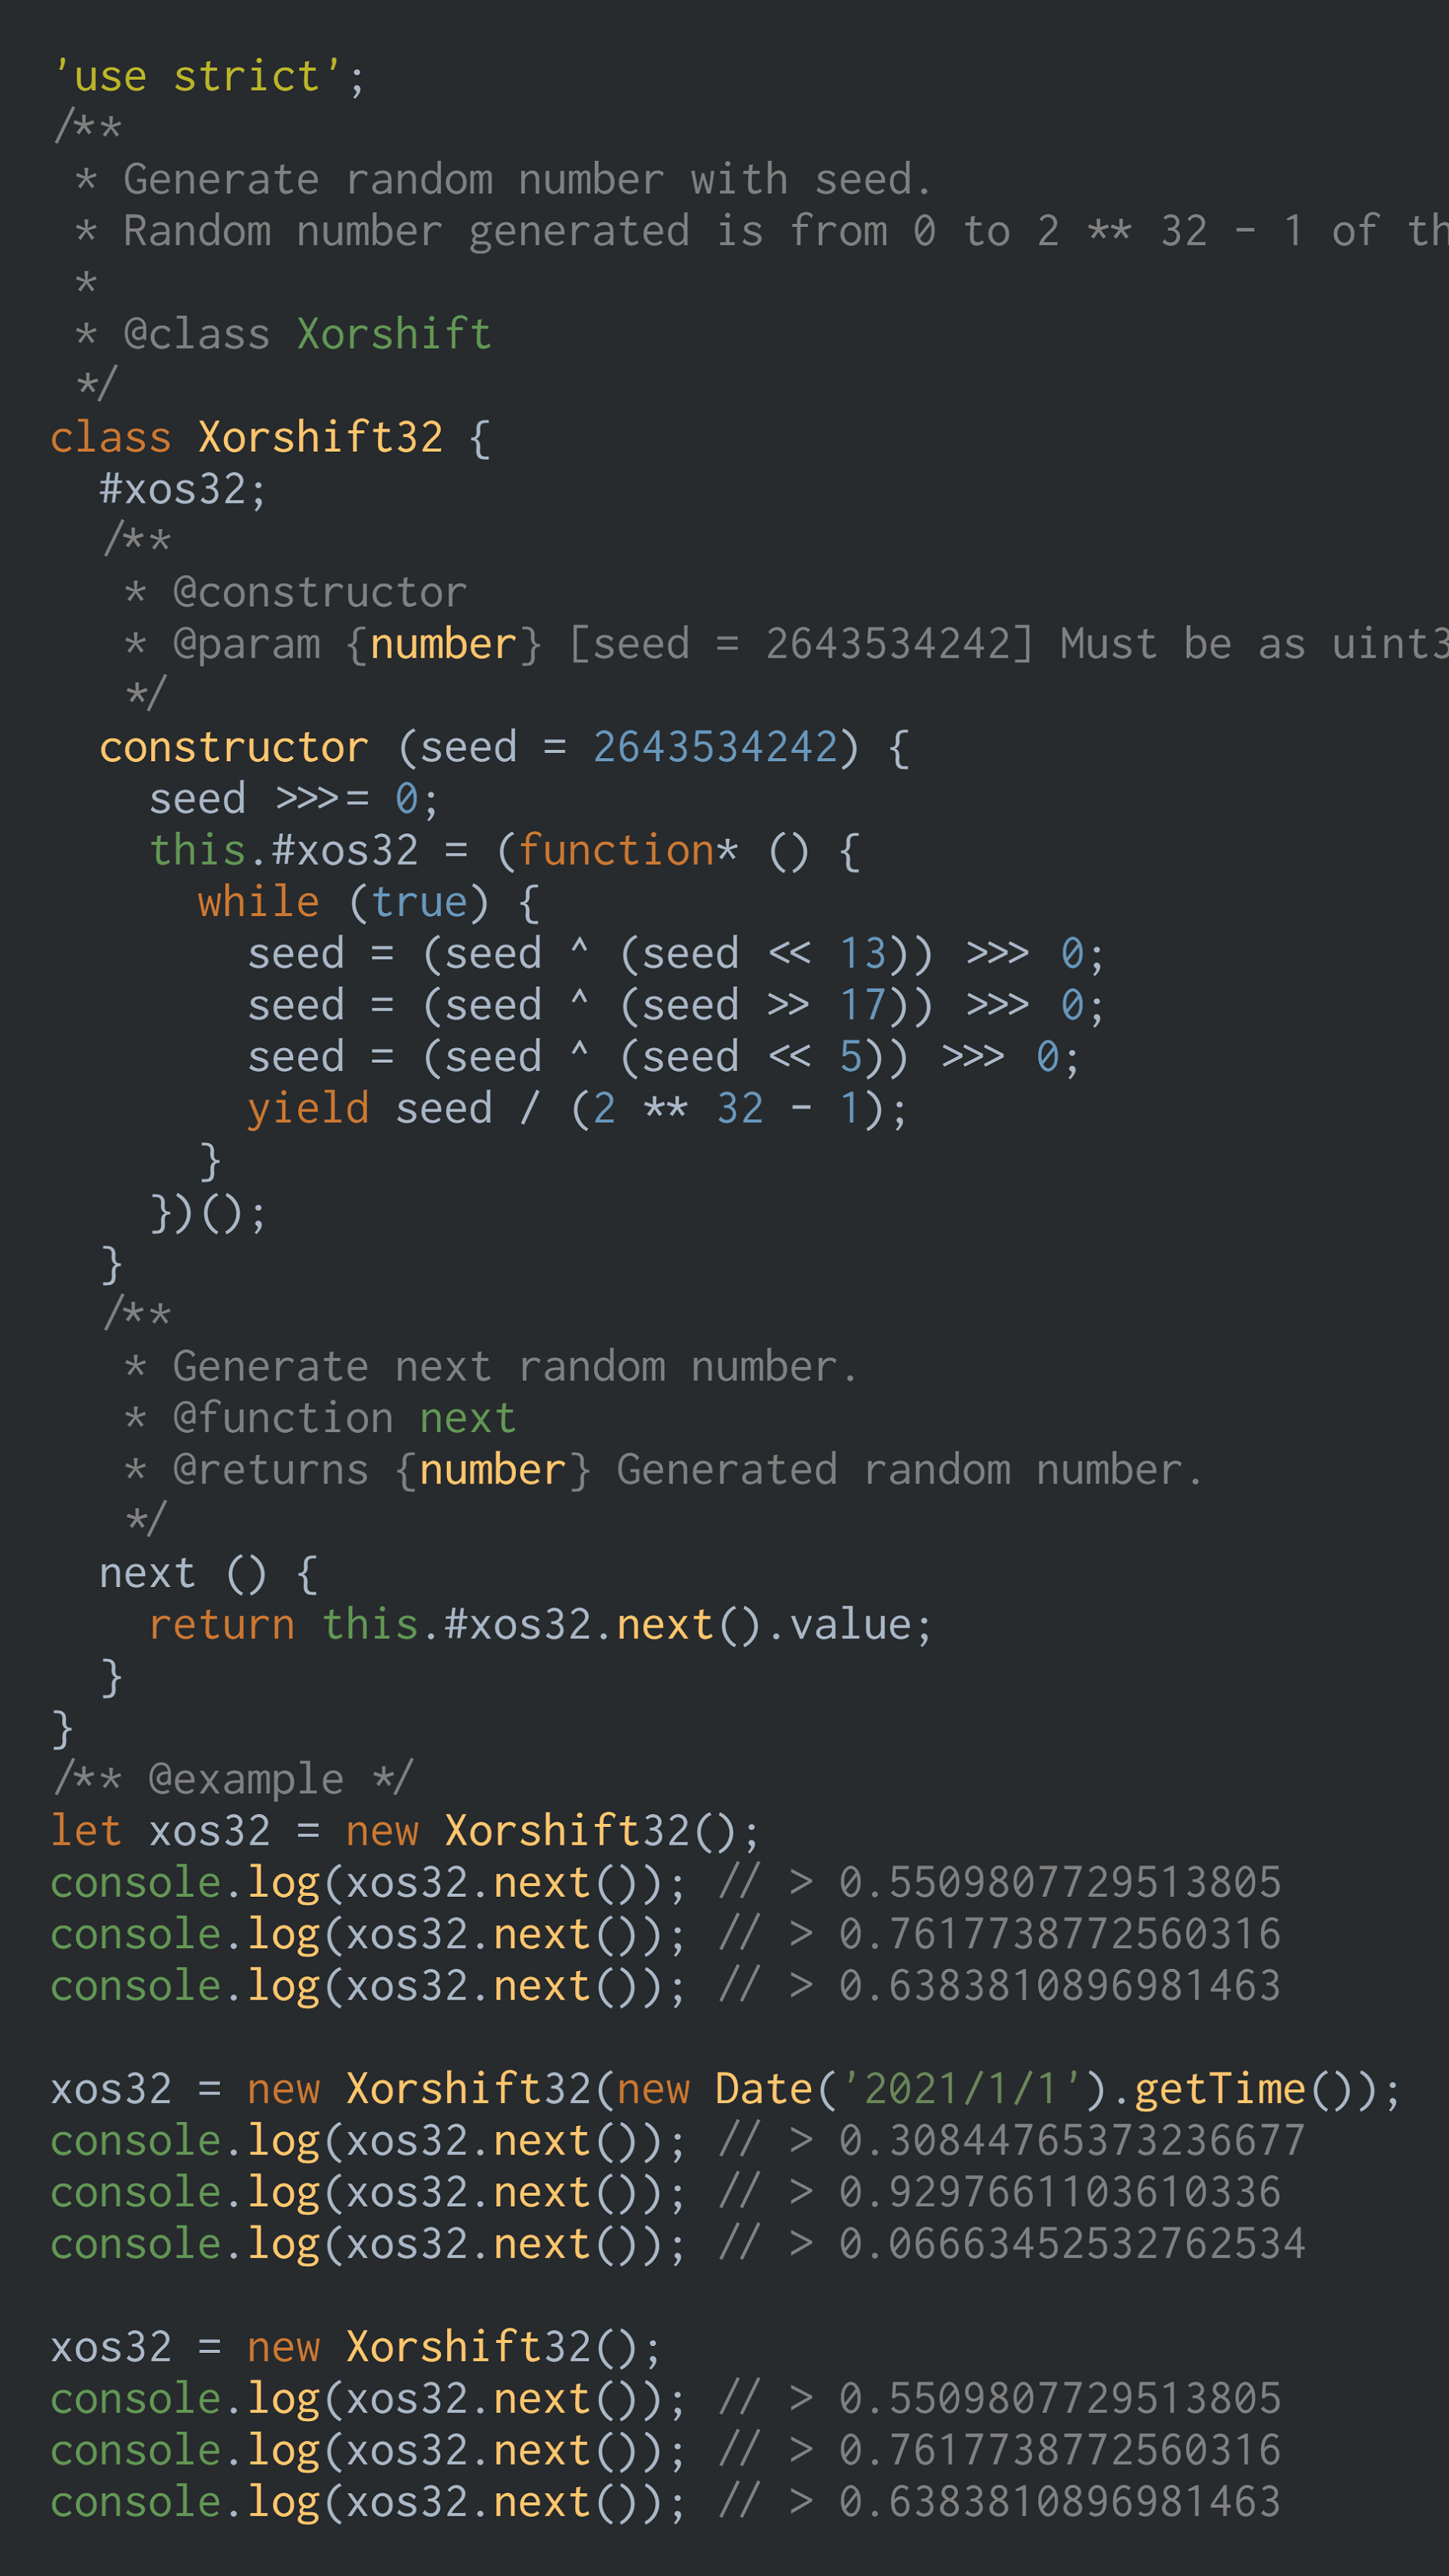 'use strict';
/**
 * Generate random number with seed.
 * Random number generated is from 0 to 2 ** 32 - 1 of th
 *
 * @class Xorshift
 */
class Xorshift32 {
  #xos32;
  /**
   * @constructor
   * @param {number} [seed = 2643534242] Must be as uint3
   */
  constructor (seed = 2643534242) {
    seed >>>= 0;
    this.#xos32 = (function* () {
      while (true) {
        seed = (seed ^ (seed << 13)) >>> 0;
        seed = (seed ^ (seed >> 17)) >>> 0;
        seed = (seed ^ (seed << 5)) >>> 0;
        yield seed / (2 ** 32 - 1);
      }
    })();
  }
  /**
   * Generate next random number.
   * @function next
   * @returns {number} Generated random number.
   */
  next () {
    return this.#xos32.next().value;
  }
}
/** @example */
let xos32 = new Xorshift32();
console.log(xos32.next()); // > 0.5509807729513805
console.log(xos32.next()); // > 0.7617738772560316
console.log(xos32.next()); // > 0.6383810896981463

xos32 = new Xorshift32(new Date('2021/1/1').getTime());
console.log(xos32.next()); // > 0.30844765373236677
console.log(xos32.next()); // > 0.9297661103610336
console.log(xos32.next()); // > 0.06663452532762534

xos32 = new Xorshift32();
console.log(xos32.next()); // > 0.5509807729513805
console.log(xos32.next()); // > 0.7617738772560316
console.log(xos32.next()); // > 0.6383810896981463